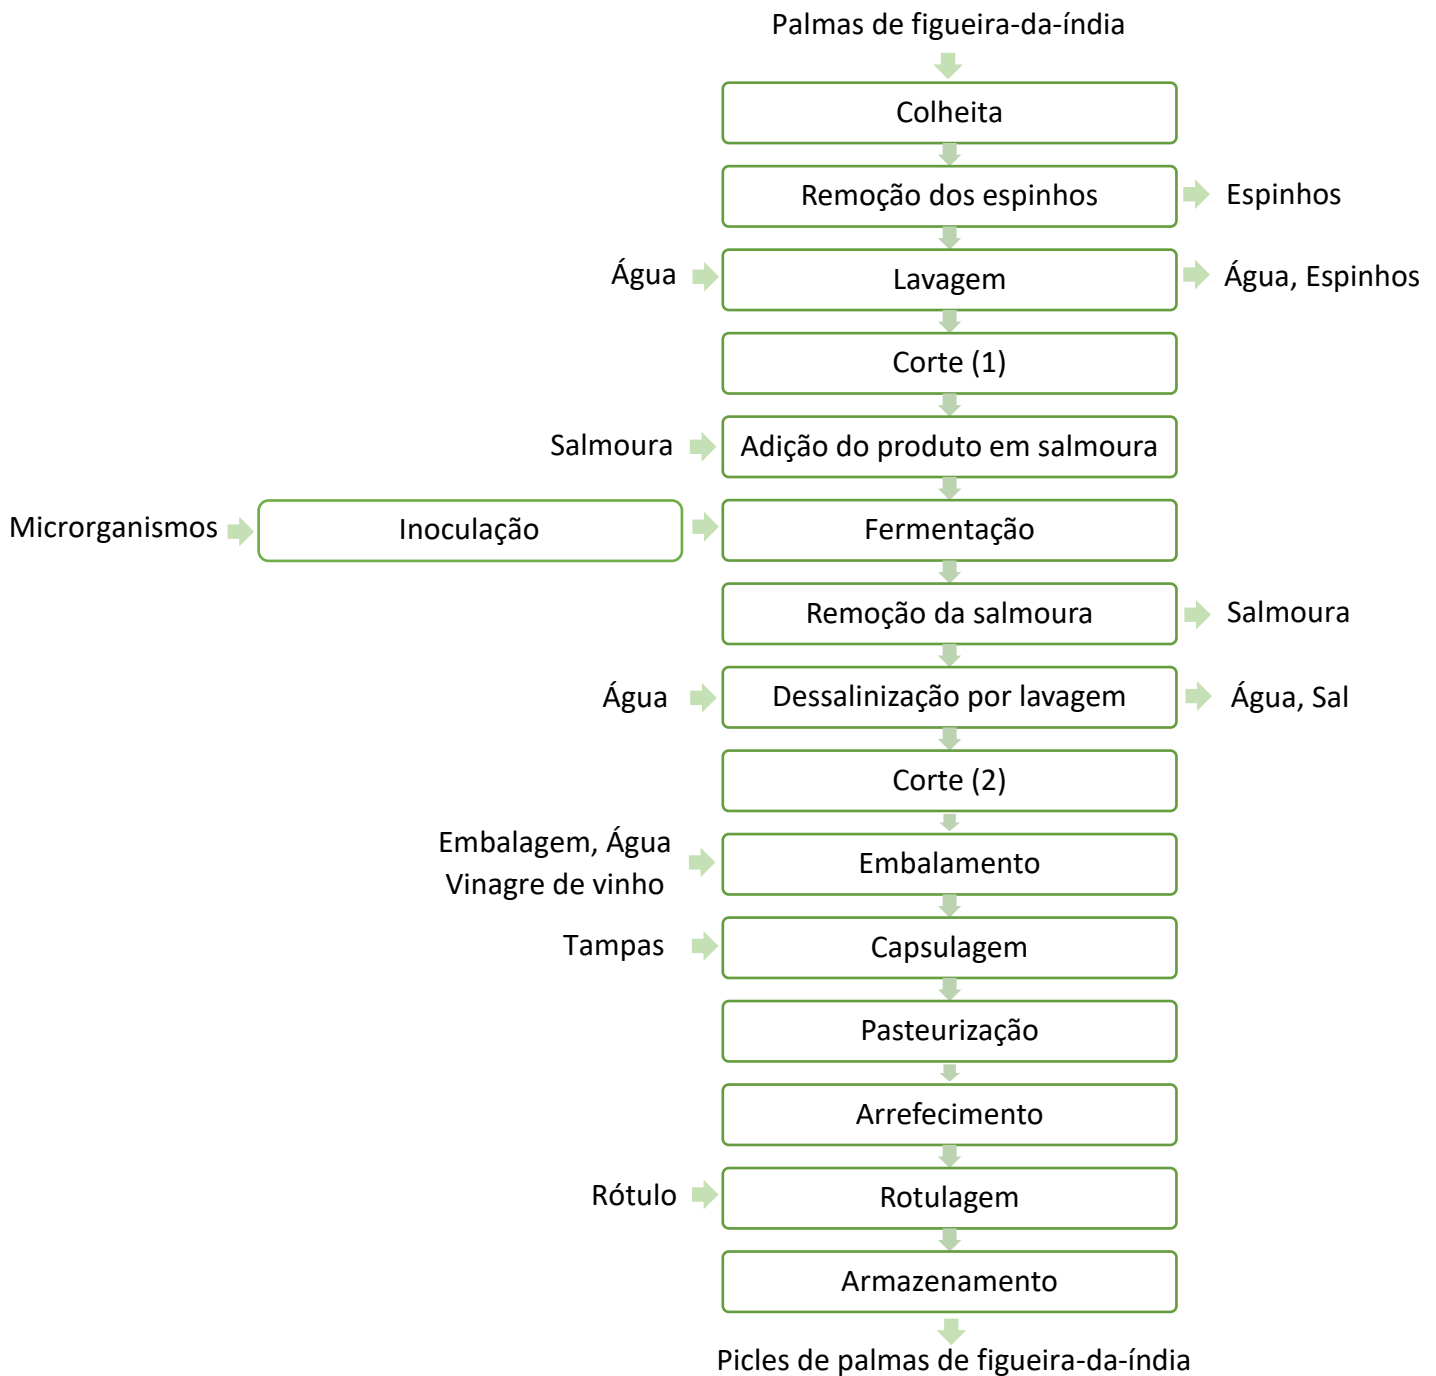 Palmas de figueira-da-índia
Colheita
Remoção dos espinhos
Espinhos
Água
Lavagem
Água, Espinhos
Corte (1)
Salmoura
Adição do produto em salmoura
Microrganismos
Inoculação
Fermentação
Remoção da salmoura
Salmoura
Água
Dessalinização por lavagem
Água, Sal
Corte (2)
Embalagem, Água
Vinagre de vinho
Embalamento
Tampas
Capsulagem
Pasteurização
Arrefecimento
Rótulo
Rotulagem
Armazenamento
Picles de palmas de figueira-da-índia